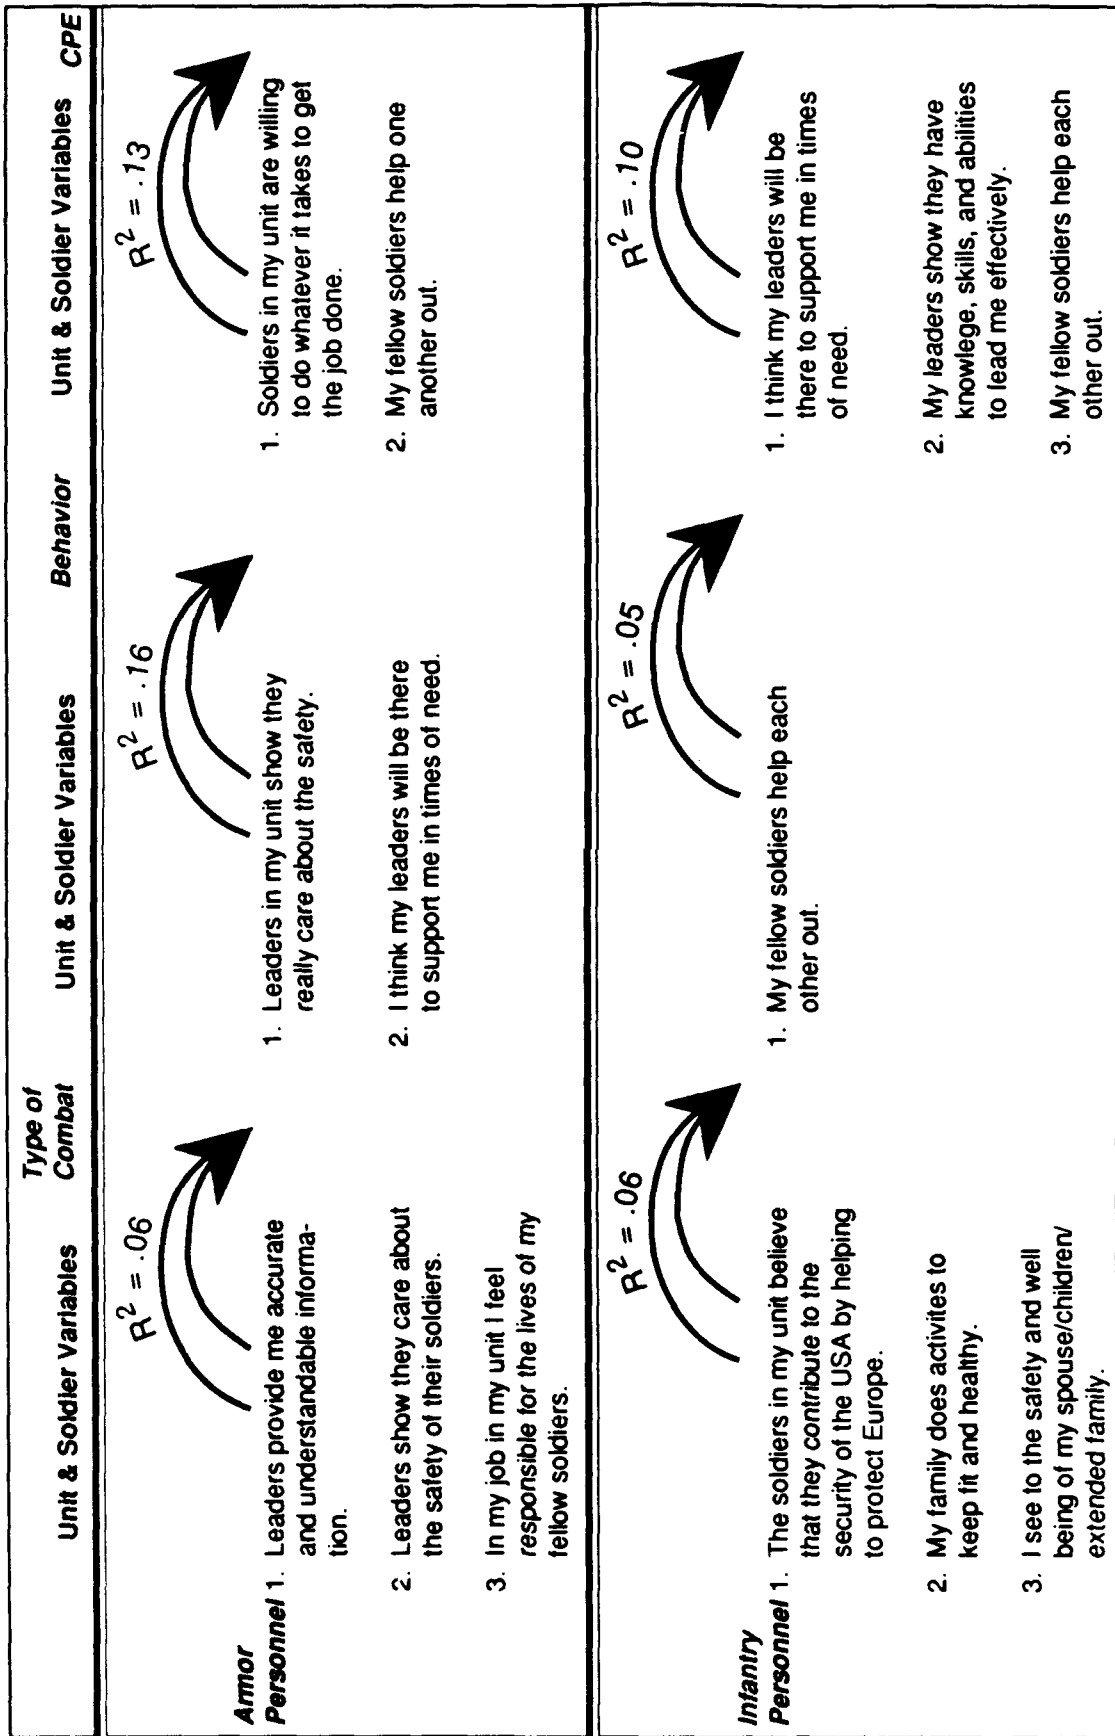 Unit & Soldier Variables
Type of
Combat
Unit & Soldier Variables
Behavior
Unit & Soldier Variables
CPE
Armor
Personnel
R² = .06
1. Leaders provide me accurate
and understandable informa-
tion.
2. Leaders show they care about
the safety of their soldiers.
3. In my job in my unit I feel
responsible for the lives of my
fellow soldiers.
R² = .16
1. Leaders in my unit show they
really care about the safety.
2. I think my leaders will be there
to support me in times of need.
R² = .13
1. Soldiers in my unit are willing
to do whatever it takes to get
the job done.
2. My fellow soldiers help one
another out.
Infantry
Personnel
R² = .06
1. The soldiers in my unit believe
that they contribute to the
security of the USA by helping
to protect Europe.
2. My family does activites to
keep fit and healthy.
3. I see to the safety and well
being of my spouse/children/
extended family.
R² = .05
1. My fellow soldiers help each
other out.
R² = .10
1. I think my leaders will be
there to support me in times
of need.
2. My leaders show they have
knowlege, skills, and abilities
to lead me effectively.
3. My fellow soldiers help each
other out.